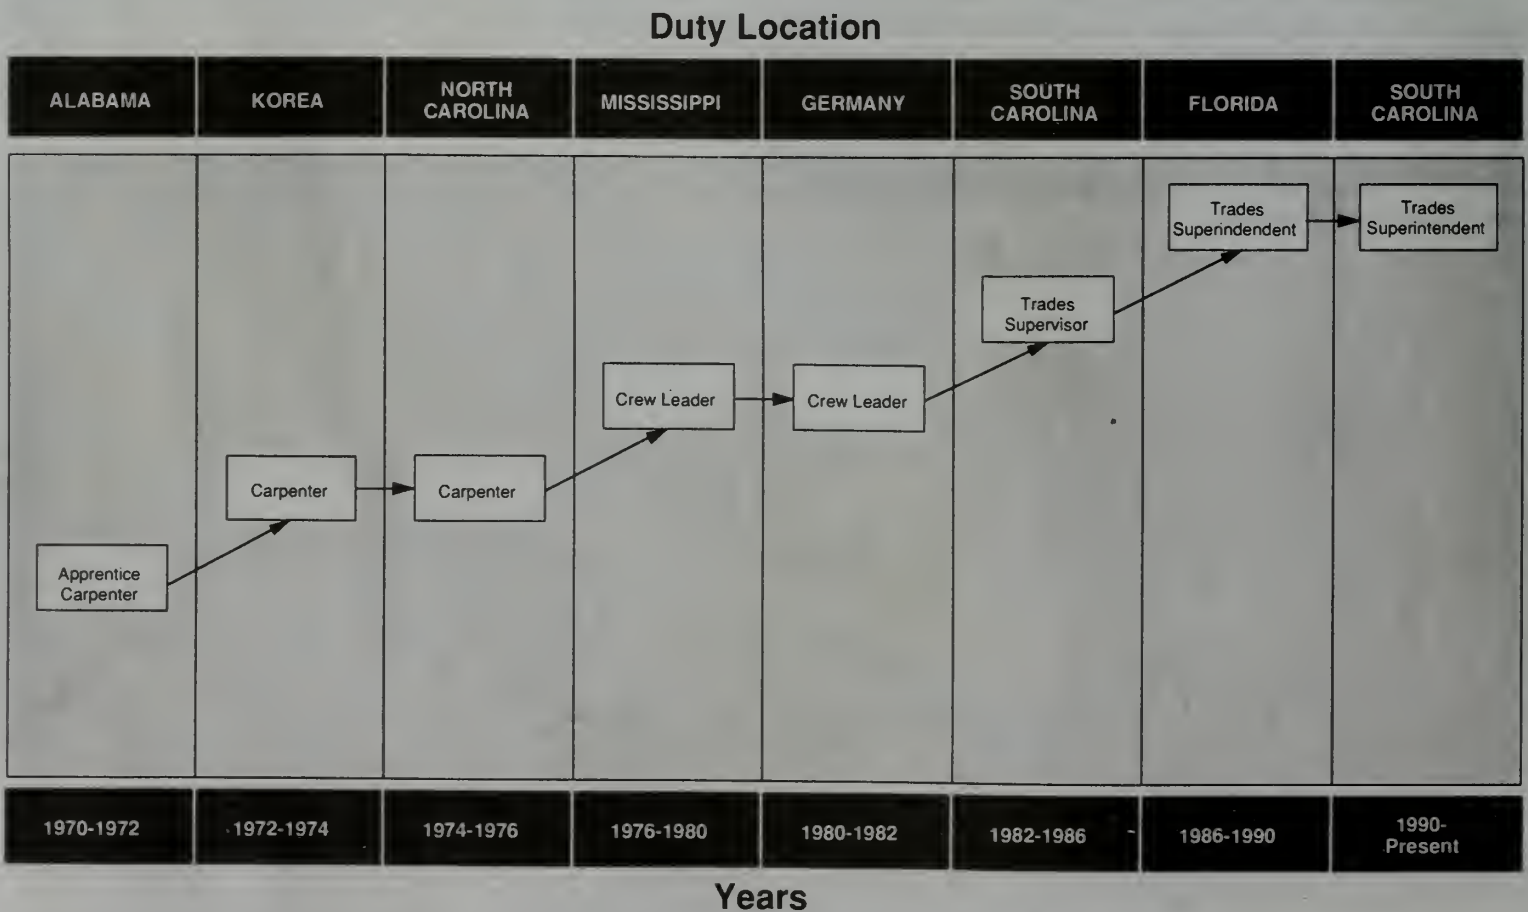 Duty Location
ALABAMA
KOREA
NORTH
CAROLINA
MISSISSIPPI
GERMANY
SOUTH
CAROLINA
FLORIDA
SOUTH
CAROLINA
Trades
Superindendent
Trades
Superintendent
Trades
Supervisor
Crew Leader
Crew Leader
Carpenter
Carpenter
Apprentice
Carpenter
1970-1972
1972-1974
1974-1976
1976-1980
1980-1982
1982-1986
1986-1990
1990-
Present
Years